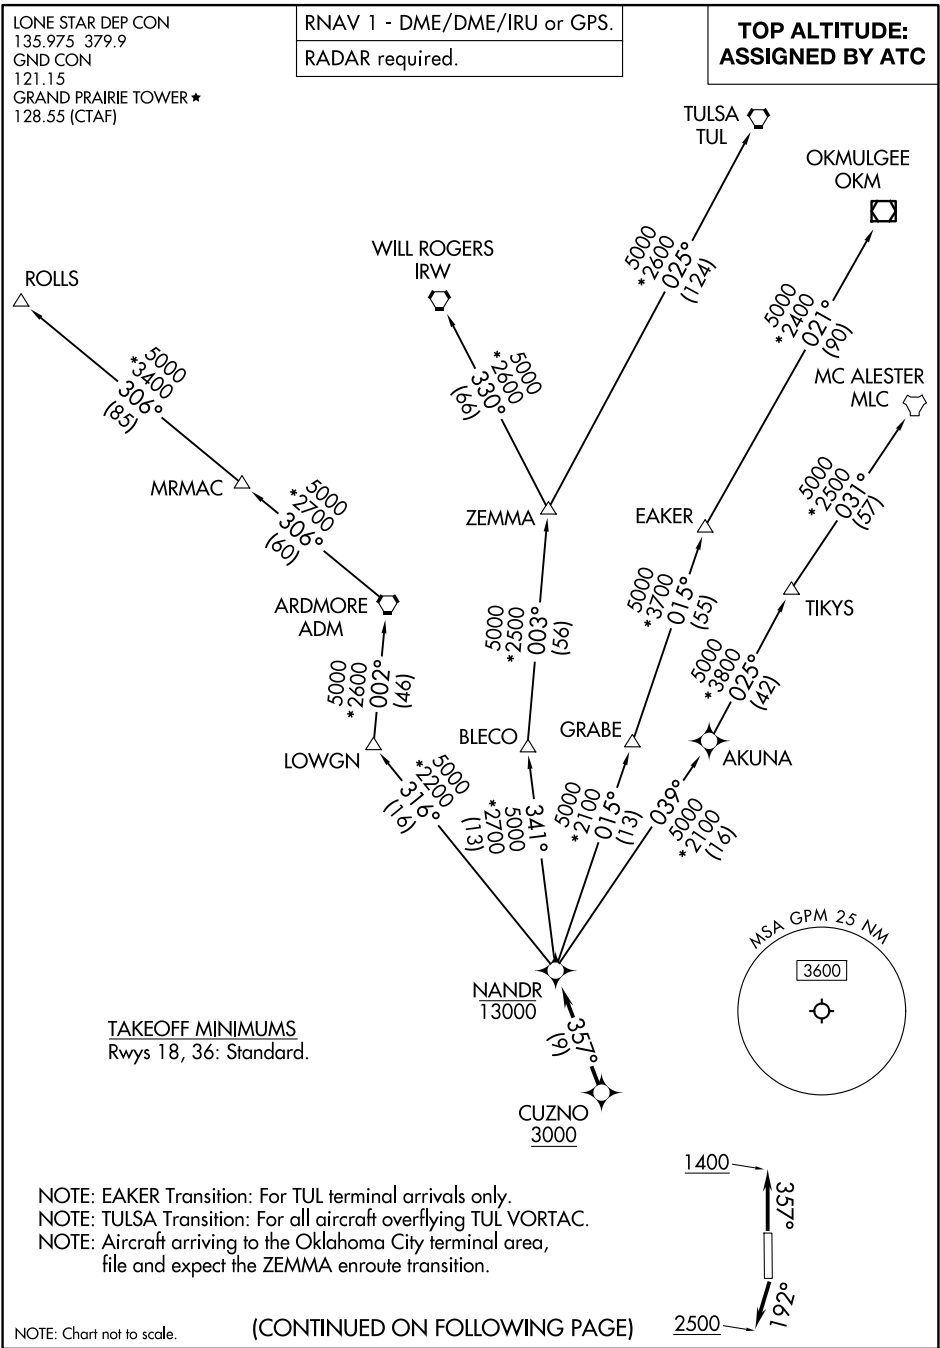 LONE STAR DEP CON
135.975 379.9
GND CON
121.15
GRAND PRAIRIE TOWER ★
128.55 (CTAF)
RNAV 1 - DME/DME/IRU or GPS.
RADAR required.
TOP ALTITUDE:
ASSIGNED BY ATC
TULSA
TUL
OKMULGEE
OKM
WILL ROGERS
IRW
ROLLS
5000
*2600
025°
(124)
5000
*2400
021°
(90)
5000
*2600
330°
(66)
5000
*3400
306°
(85)
MC ALESTER
MLC
MRMAC
5000
*2700
306°
(60)
ZEMMA
EAKER
5000
*2500
031°
(57)
ARDMORE
ADM
TIKYS
5000
*2500
003°
(56)
5000
*3700
015°
(55)
5000
*3800
025°
(42)
5000
*2600
002°
(46)
LOWGN
BLECO
GRABE
AKUNA
5000
*2200
316°
(16)
341°
5000
*2700
(13)
5000
*2100
015°
(13)
039°
5000
*2100
(16)
NANDR
13000
357°
(9)
CUZNO
3000
MSA GPM 25 NM
3600
TAKEOFF MINIMUMS
Rwys 18, 36: Standard.
1400
357°
192°
2500
NOTE: EAKER Transition: For TUL terminal arrivals only.
NOTE: TULSA Transition: For all aircraft overflying TUL VORTAC.
NOTE: Aircraft arriving to the Oklahoma City terminal area,
file and expect the ZEMMA enroute transition.
NOTE: Chart not to scale.
(CONTINUED ON FOLLOWING PAGE)